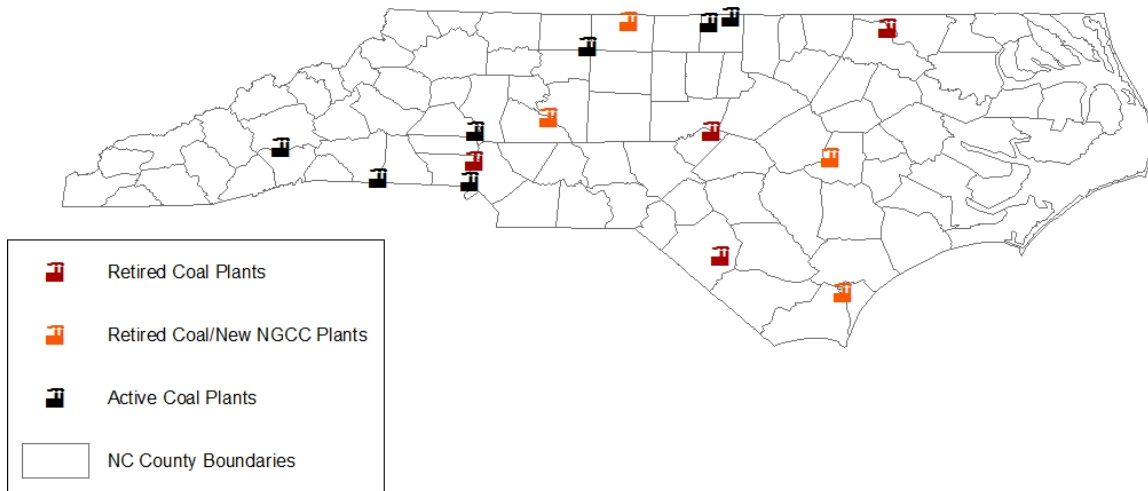 Retired Coal Plants
Retired Coal/New NGCC Plants
Active Coal Plants
NC County Boundaries